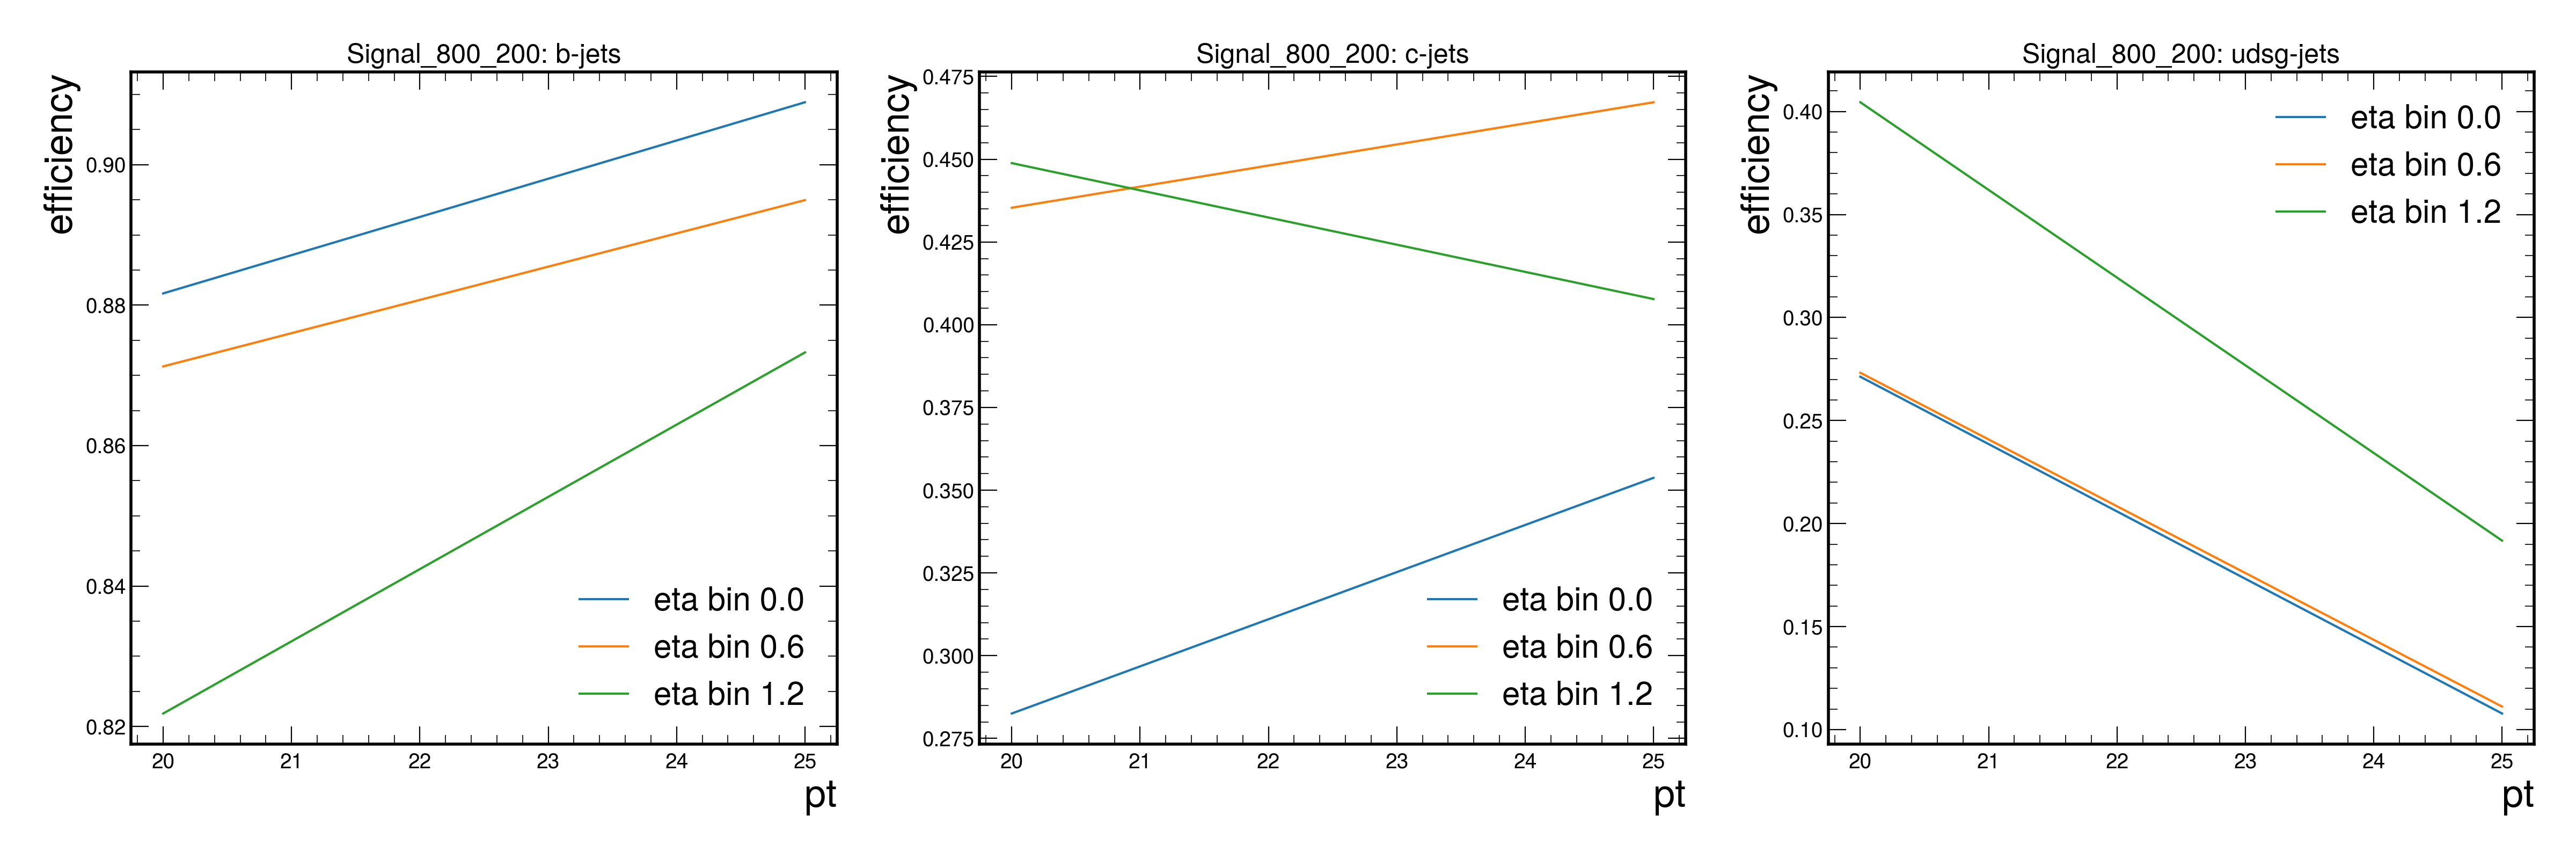 Signal_800_200: b-jets
efficiency
0.90
0.88
0.86
0.84
0.82
eta bin 0.0
eta bin 0.6
eta bin 1.2
20 21 22 23 24 25
pt
Signal_800_200: c-jets
efficiency
0.475
0.450
0.425
0.400
0.375
0.350
0.325
0.300
0.275
eta bin 0.0
eta bin 0.6
eta bin 1.2
20 21 22 23 24 25
pt
Signal_800_200: udsg-jets
efficiency
0.40
0.35
0.30
0.25
0.20
0.15
0.10
eta bin 0.0
eta bin 0.6
eta bin 1.2
20 21 22 23 24 25
pt